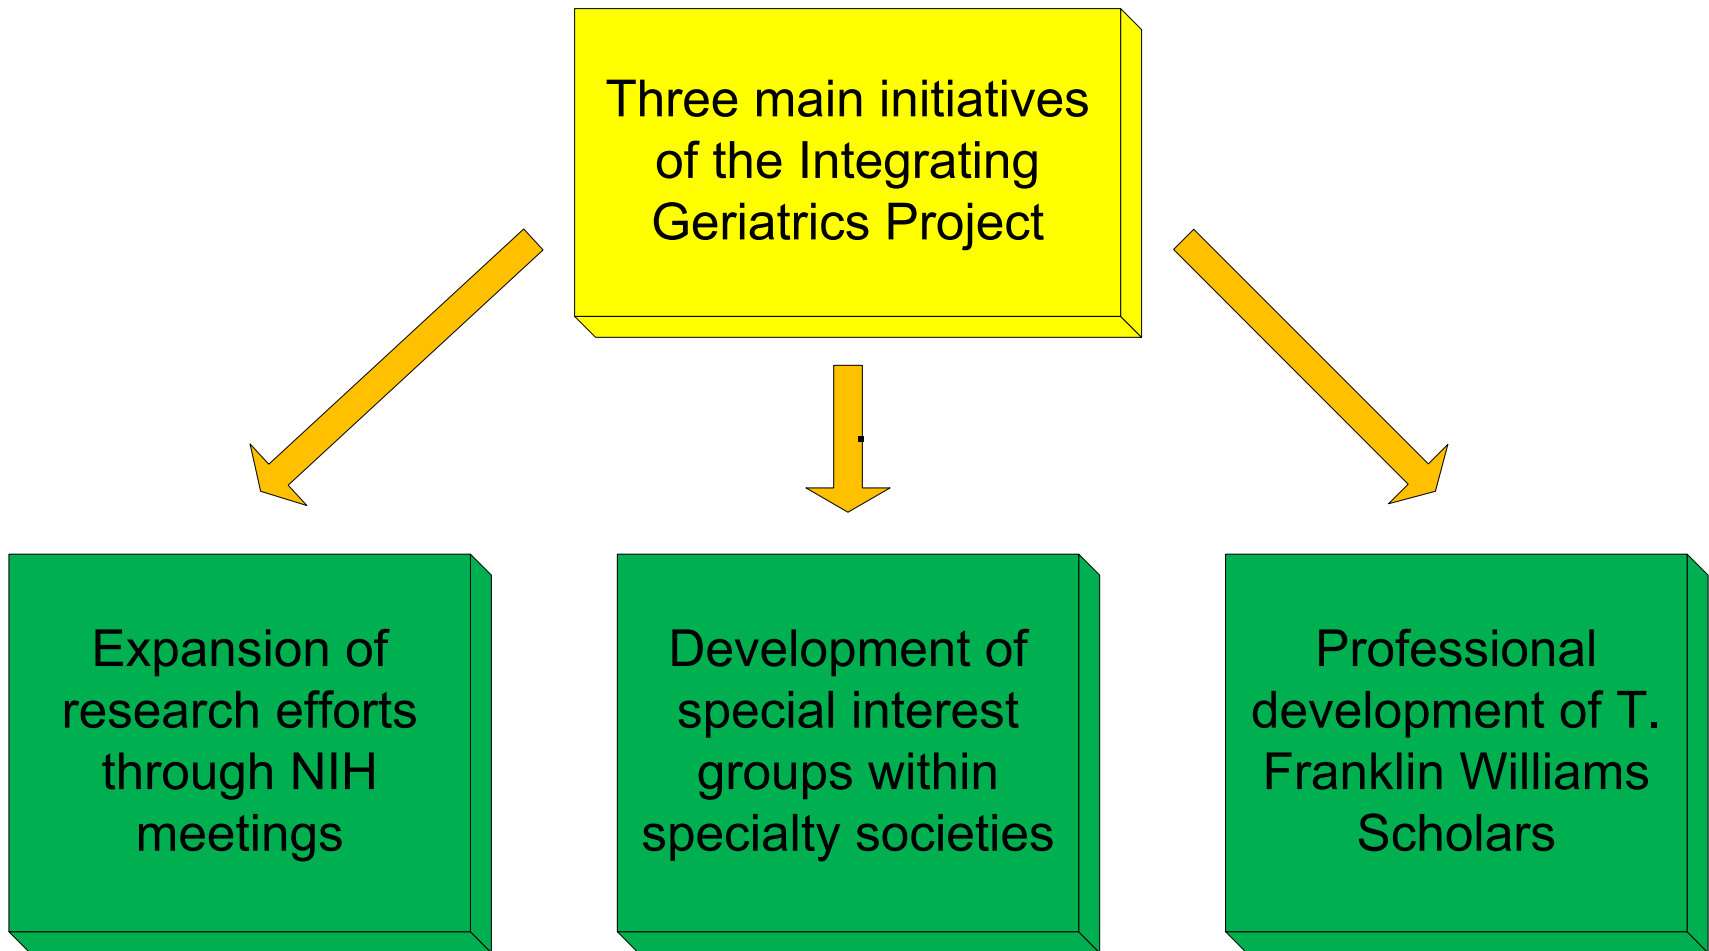 Three main initiatives
of the Integrating
Geriatrics Project
Expansion of
research efforts
through NIH
meetings
Development of
special interest
groups within
specialty societies
Professional
development of T.
Franklin Williams
Scholars